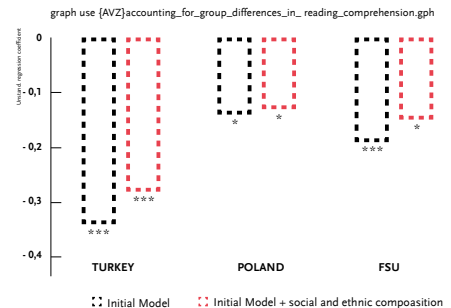 graph use {AVZ}accounting_for_group_differences_in_ reading_comprehension.gph
Unstand. regression coefficient
0
- 0,1
- 0,2
- 0,3
- 0,4
***
***
*
*
***
*
TURKEY POLAND FSU
Initial Model Initial Model + social and ethnic compoasition